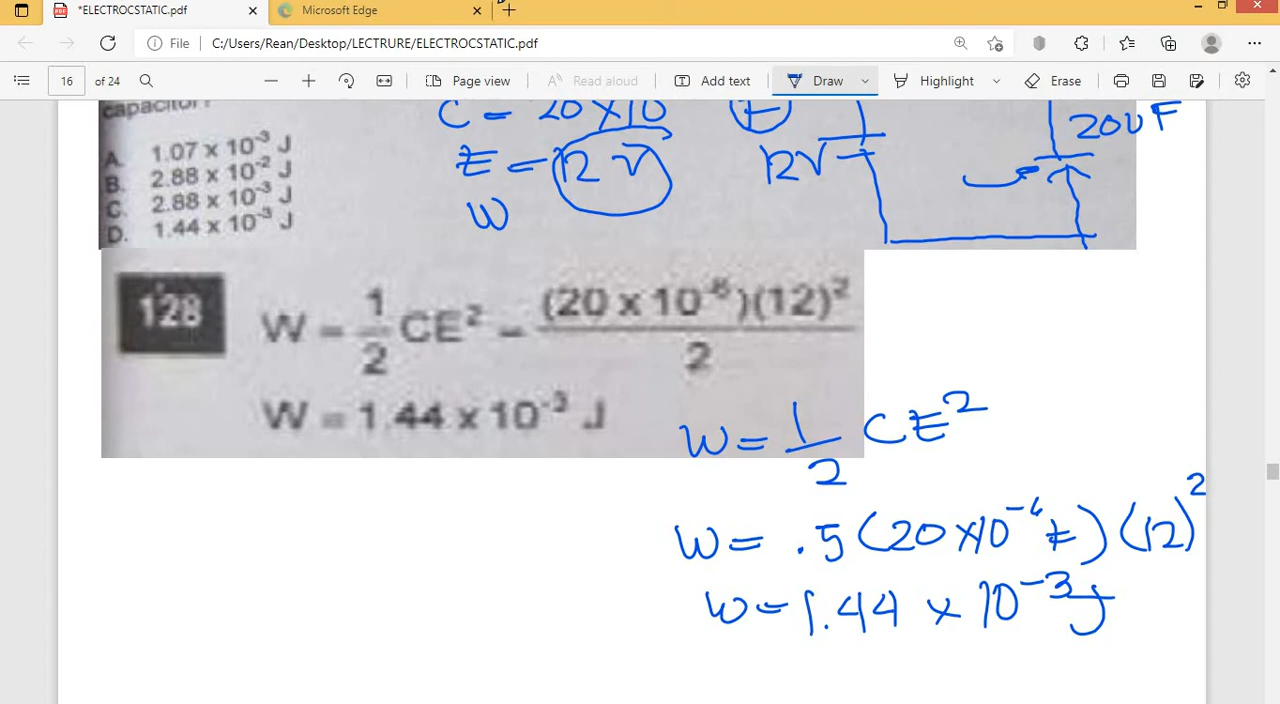 *ELECTROCSTATIC.pdf
Microsoft Edge
File C:/Users/Rean/Desktop/LECTRURE/ELECTROCSTATIC.pdf
16 of 24 Page view Read aloud Add text Draw Highlight Erase
capacitor?
C = 20 x 10
E = 12 V
W
E
12V
20uF
A. 1.07 x 10⁻³ J
B. 2.88 x 10⁻² J
C. 2.88 x 10⁻³ J
D. 1.44 x 10⁻³ J
128
W = 1/2 CE² = (20 x 10⁻⁶)(12)² / 2
W = 1.44 x 10⁻³ J
W = 1/2 CE²
W = .5 (20 x 10⁻⁶ F) (12)²
W = 1.44 x 10⁻³ J